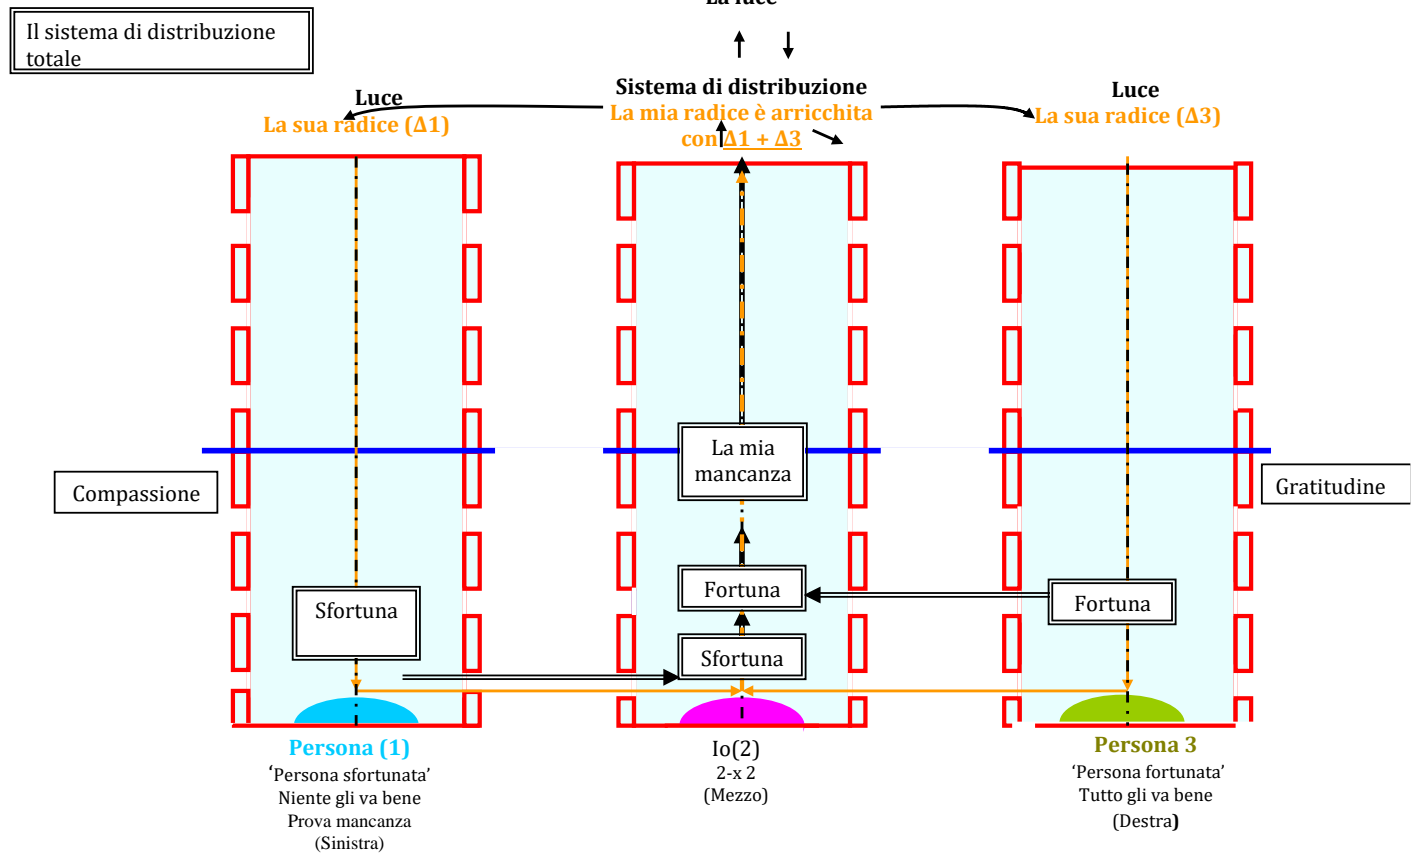 La luce
Il sistema di distribuzione
totale
Sistema di distribuzione
La mia radice è arricchita
con Δ1 + Δ3
Luce
La sua radice (Δ1)
Luce
La sua radice (Δ3)
La mia
mancanza
Compassione
Gratitudine
Sfortuna
Fortuna
Fortuna
Sfortuna
Persona (1)
‘Persona sfortunata’
Niente gli va bene
Prova mancanza
(Sinistra)
Io(2)
2-x 2
(Mezzo)
Persona 3
‘Persona fortunata’
Tutto gli va bene
(Destra)